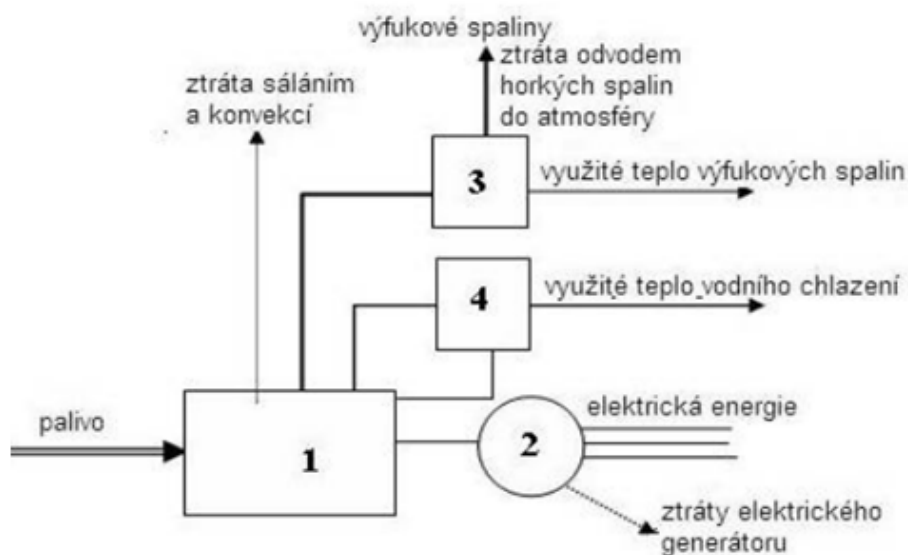 výfukové spaliny
ztráta odvodem
horkých spalin
do atmosféry
ztráta sáláním
a konvekcí
3
využité teplo výfukových spalin
4
využité teplo vodního chlazení
palivo
1
2
elektrická energie
ztráty elektrického
generátoru